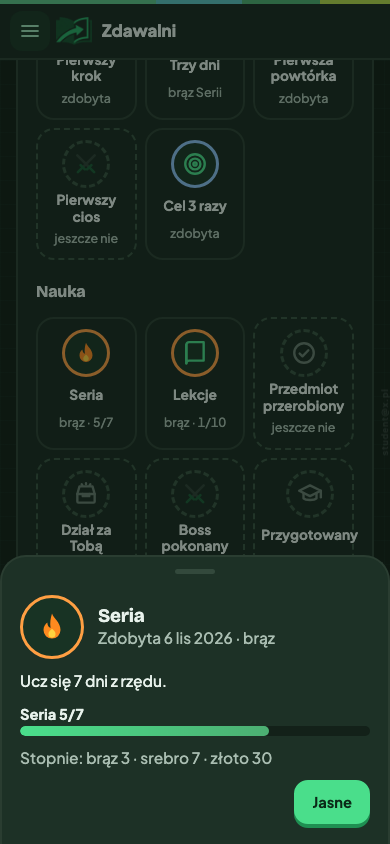 Zdawalni
Pierwszy krok
zdobyta
Trzy dni
brąz Serii
Pierwsza powtórka
zdobyta
Pierwszy cios
jeszcze nie
Cel 3 razy
zdobyta
Nauka
Seria
brąz · 5/7
Lekcje
brąz · 1/10
Przedmiot przerobiony
jeszcze nie
Dział za Tobą
Boss pokonany
Przygotowany
Seria
Zdobyta 6 lis 2026 · brąz
Ucz się 7 dni z rzędu.
Seria 5/7
Stopnie: brąz 3 · srebro 7 · złoto 30
Jasne